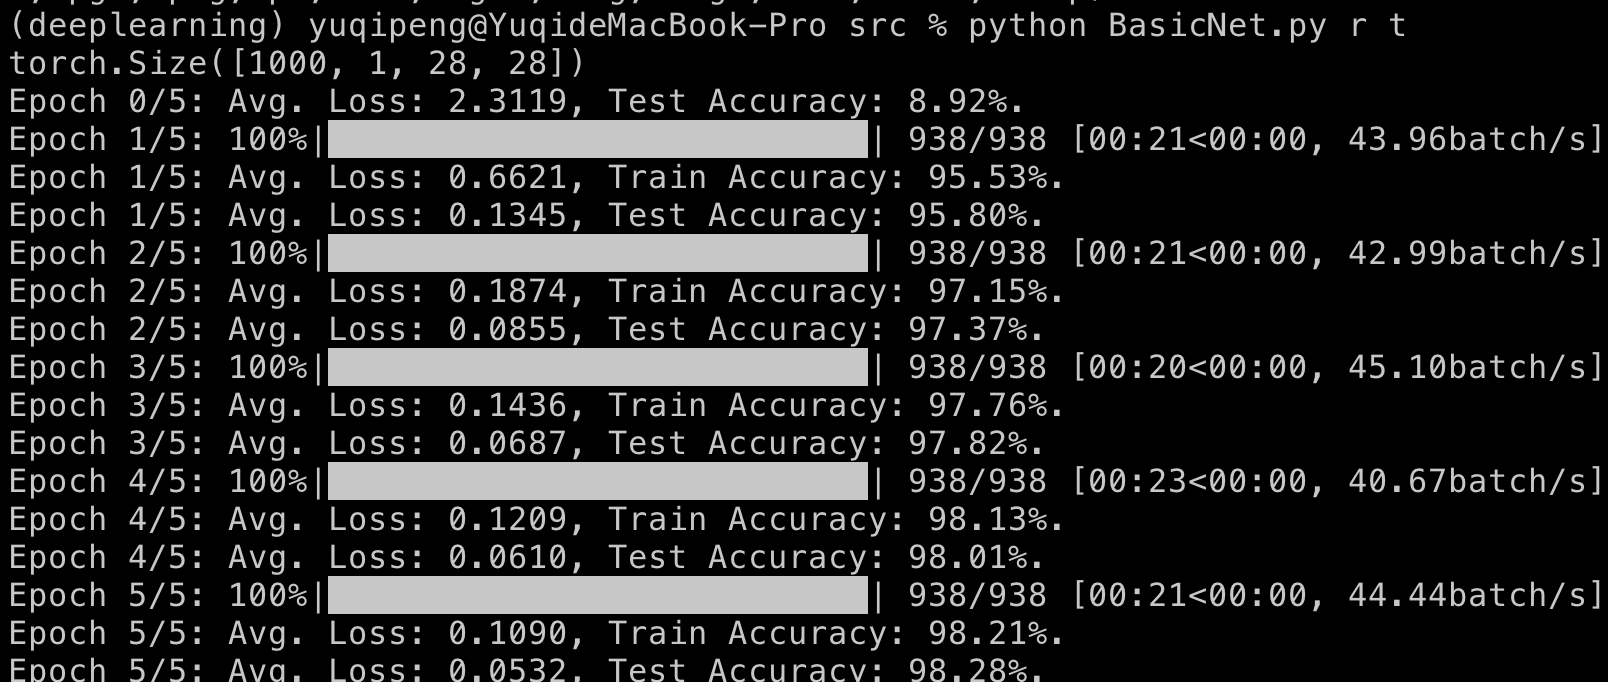 (deeplearning) yuqipeng@YuqideMacBook-Pro src % python BasicNet.py r t
torch.Size([1000, 1, 28, 28])
Epoch 0/5: Avg. Loss: 2.3119, Test Accuracy: 8.92%.
Epoch 1/5: 100%|██████████| 938/938 [00:21<00:00, 43.96batch/s]
Epoch 1/5: Avg. Loss: 0.6621, Train Accuracy: 95.53%.
Epoch 1/5: Avg. Loss: 0.1345, Test Accuracy: 95.80%.
Epoch 2/5: 100%|██████████| 938/938 [00:21<00:00, 42.99batch/s]
Epoch 2/5: Avg. Loss: 0.1874, Train Accuracy: 97.15%.
Epoch 2/5: Avg. Loss: 0.0855, Test Accuracy: 97.37%.
Epoch 3/5: 100%|██████████| 938/938 [00:20<00:00, 45.10batch/s]
Epoch 3/5: Avg. Loss: 0.1436, Train Accuracy: 97.76%.
Epoch 3/5: Avg. Loss: 0.0687, Test Accuracy: 97.82%.
Epoch 4/5: 100%|██████████| 938/938 [00:23<00:00, 40.67batch/s]
Epoch 4/5: Avg. Loss: 0.1209, Train Accuracy: 98.13%.
Epoch 4/5: Avg. Loss: 0.0610, Test Accuracy: 98.01%.
Epoch 5/5: 100%|██████████| 938/938 [00:21<00:00, 44.44batch/s]
Epoch 5/5: Avg. Loss: 0.1090, Train Accuracy: 98.21%.
Epoch 5/5: Avg. Loss: 0.0532, Test Accuracy: 98.28%.